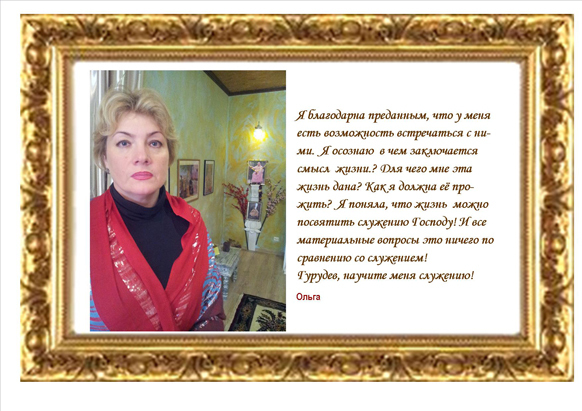 Я благодарна преданным, что у меня
есть возможность встречаться с ни-
ми. Я осознаю в чем заключается
смысл жизни.? Для чего мне эта
жизнь дана? Как я должна её про-
жить? Я поняла, что жизнь можно
посвятить служению Господу! И все
материальные вопросы это ничего по
сравнению со служением!
Гурудев, научите меня служению!
Ольга